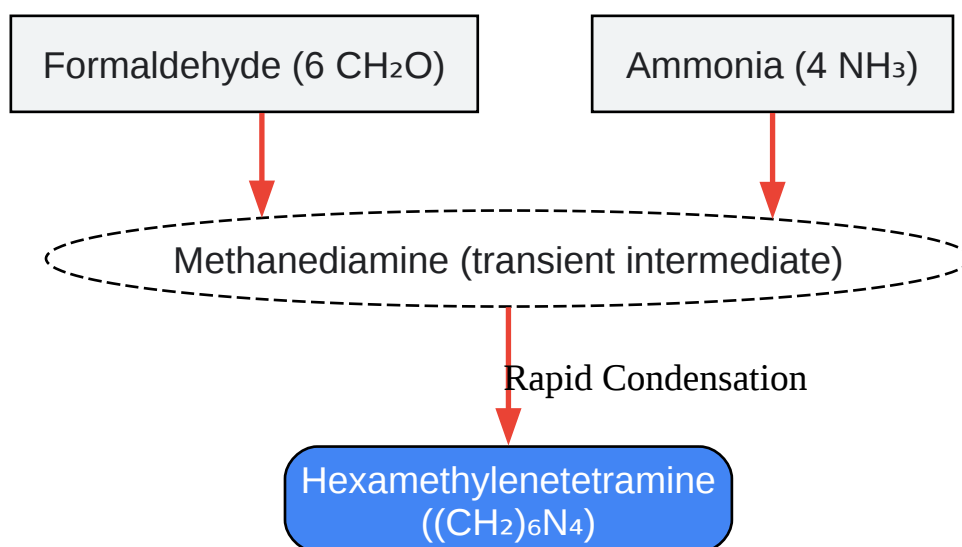 Formaldehyde (6 CH₂O)
Ammonia (4 NH₃)
Methanediamine (transient intermediate)
Rapid Condensation
Hexamethylenetetramine
((CH₂)₆N₄)